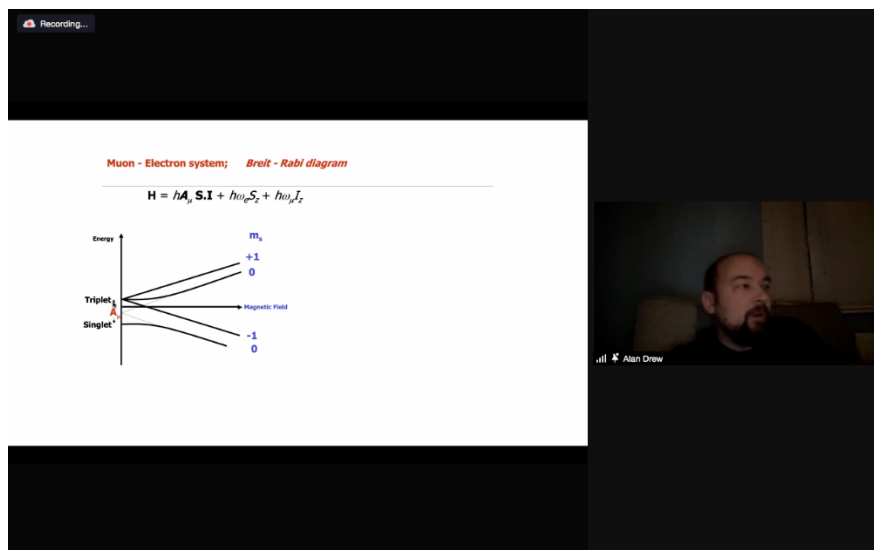 Recording...
Muon - Electron system; Breit - Rabi diagram
H = hAμ S.I + hωeSz + hωμIz
Energy
ms
+1
0
Triplet
Magnetic Field
Aμ
Singlet
-1
0
Alan Drew